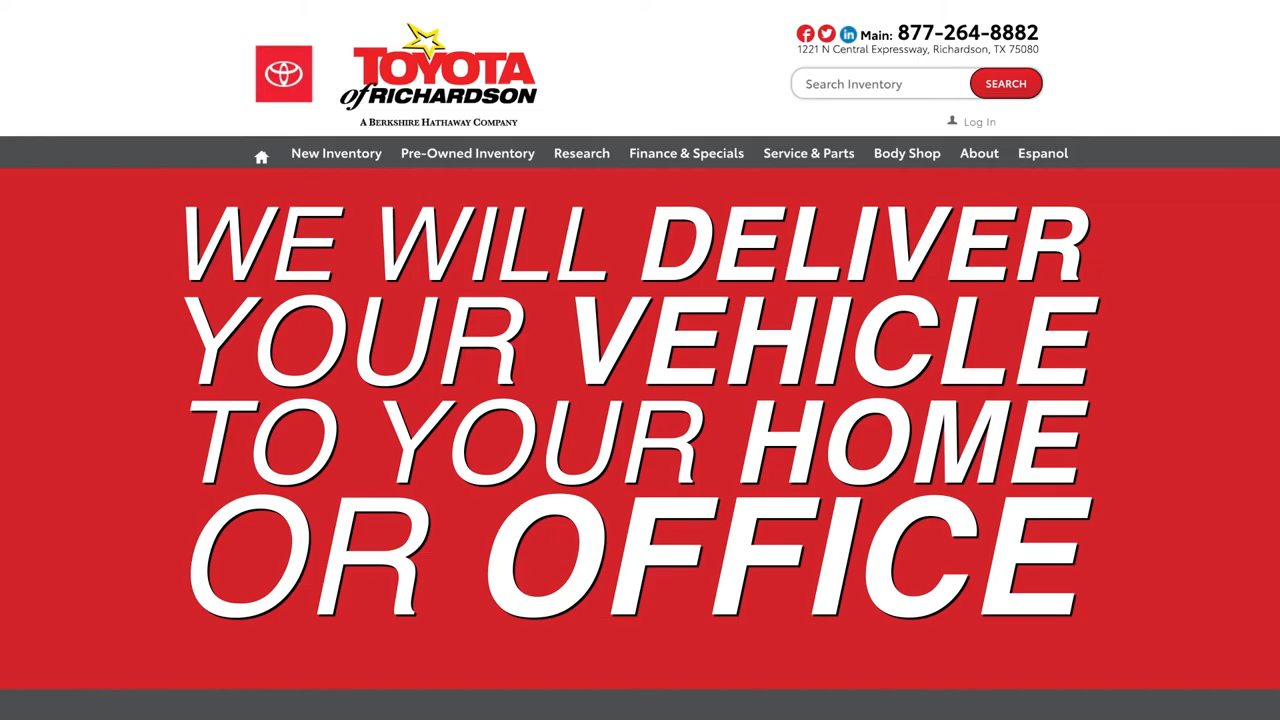 TOYOTA
of RICHARDSON
A BERKSHIRE HATHAWAY COMPANY
Main: 877-264-8882
1221 N Central Expressway, Richardson, TX 75080
Search Inventory
SEARCH
Log In
New Inventory Pre-Owned Inventory Research Finance & Specials Service & Parts Body Shop About Espanol
WE WILL DELIVER
YOUR VEHICLE
TO YOUR HOME
OR OFFICE